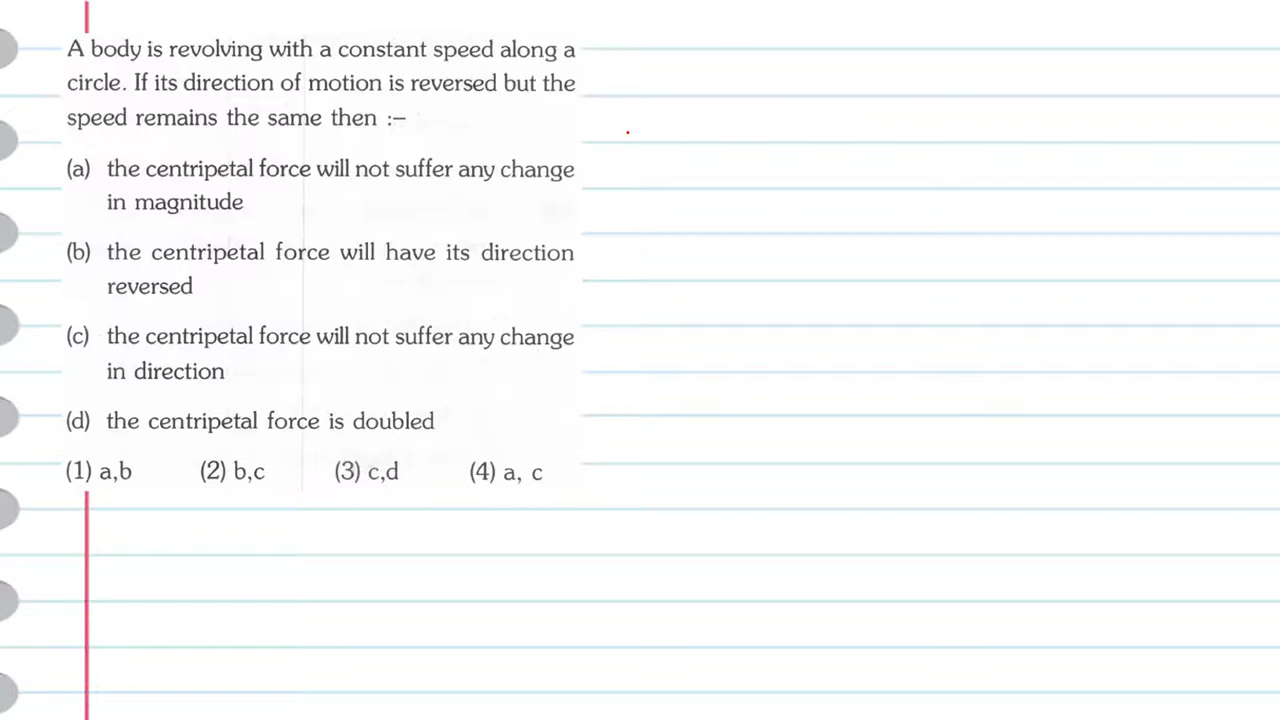 A body is revolving with a constant speed along a
circle. If its direction of motion is reversed but the
speed remains the same then :–
(a) the centripetal force will not suffer any change
in magnitude
(b) the centripetal force will have its direction
reversed
(c) the centripetal force will not suffer any change
in direction
(d) the centripetal force is doubled
(1) a,b (2) b,c (3) c,d (4) a, c